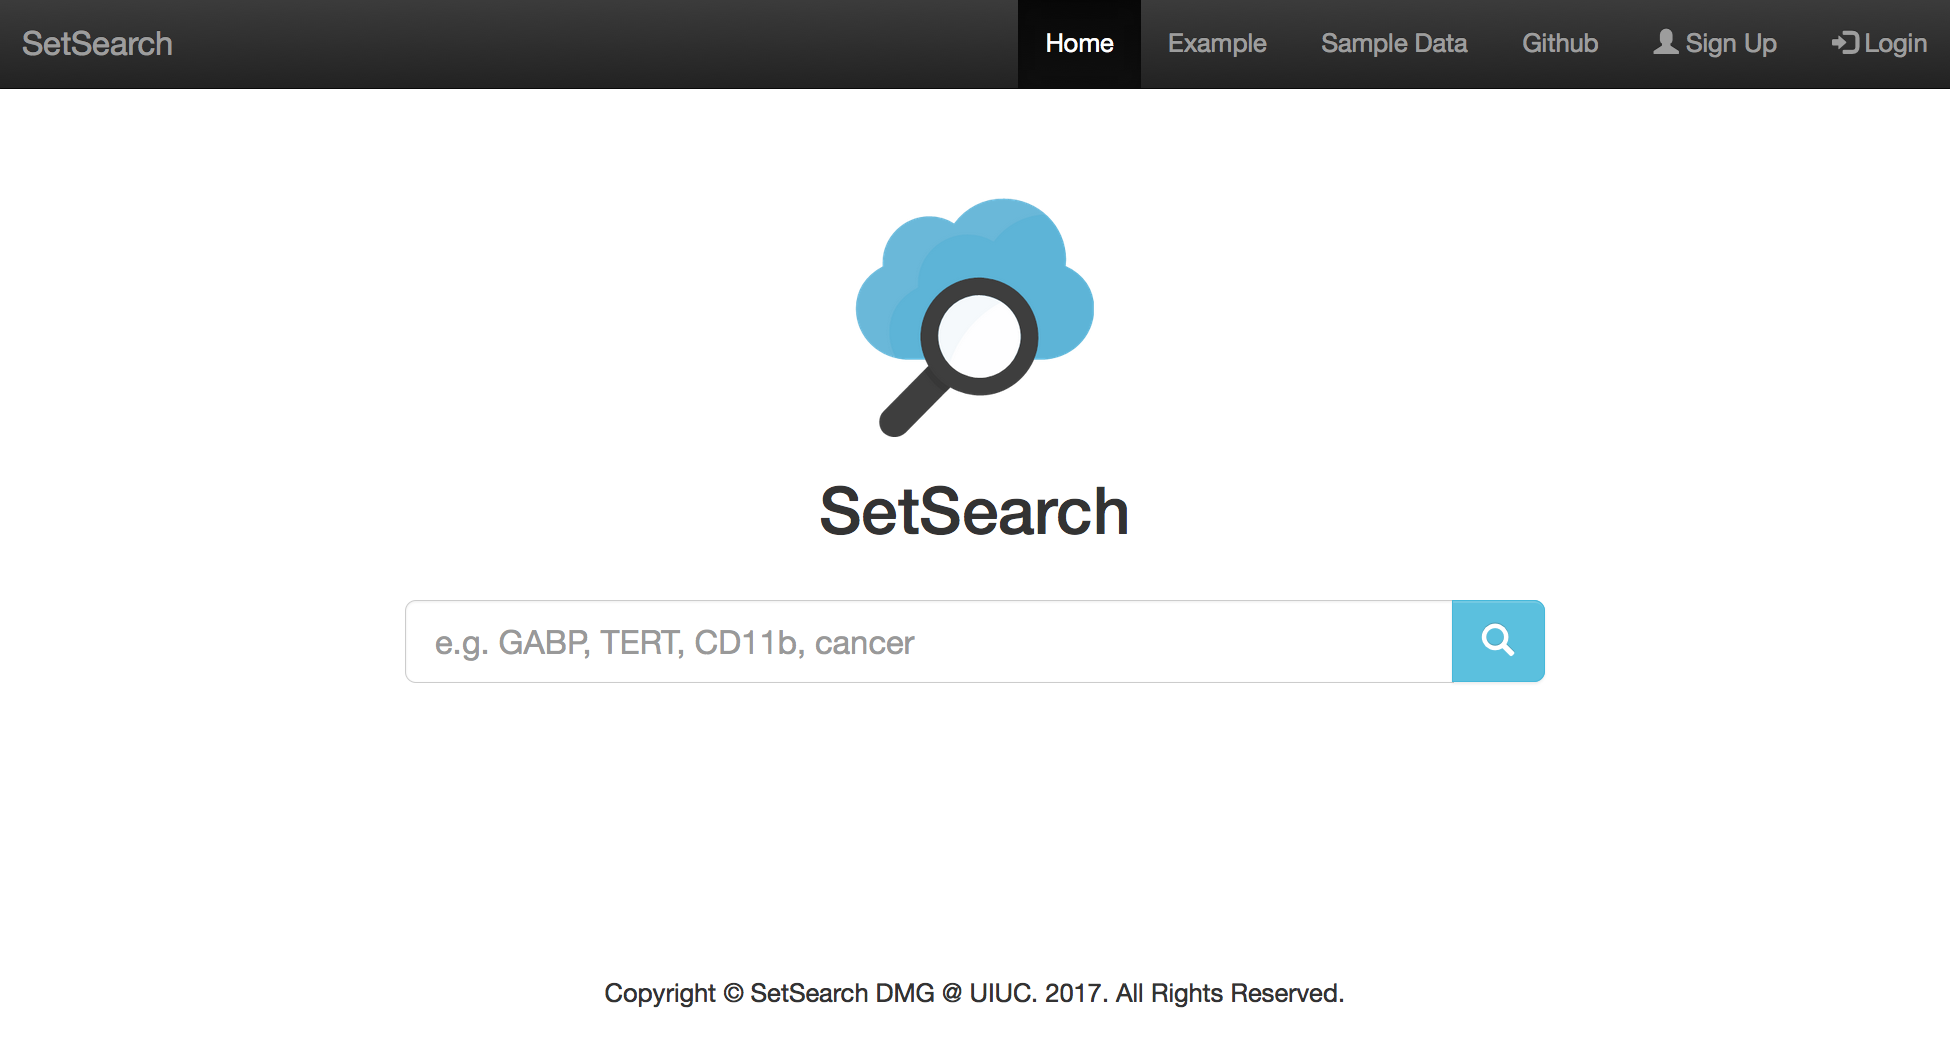 SetSearch
Home Example Sample Data Github Sign Up Login
SetSearch
e.g. GABP, TERT, CD11b, cancer
Copyright © SetSearch DMG @ UIUC. 2017. All Rights Reserved.